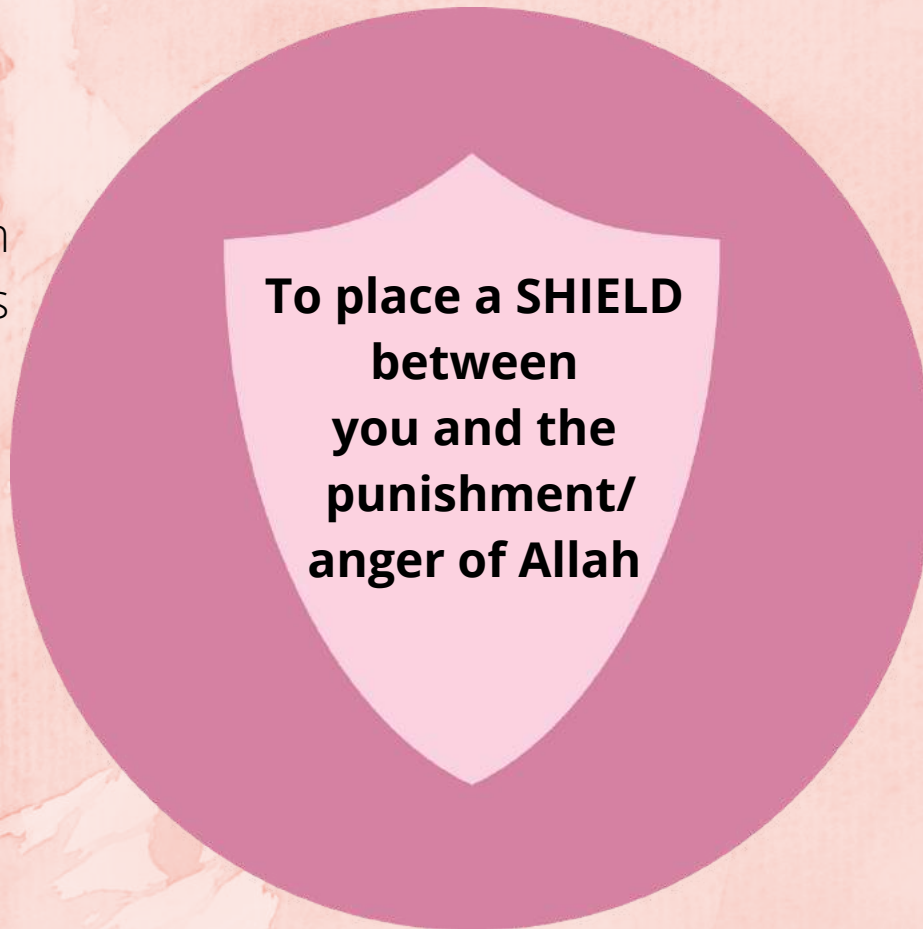 To place a SHIELD
between
you and the
punishment/
anger of Allah